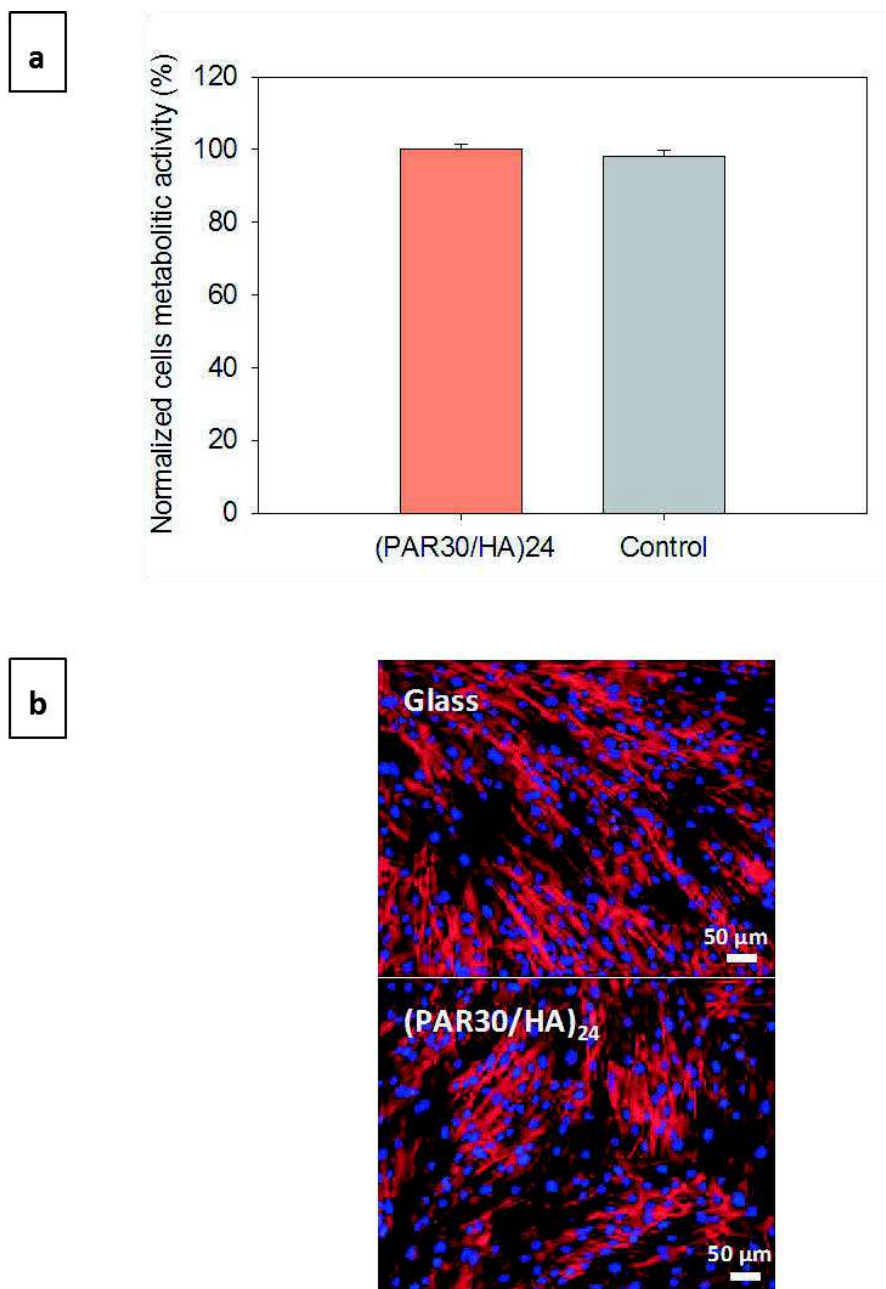 a
Normalized cells metabolitic activity (%)
120
100
80
60
40
20
0
(PAR30/HA)24
Control
b
Glass
50 µm
(PAR30/HA)₂₄
50 µm